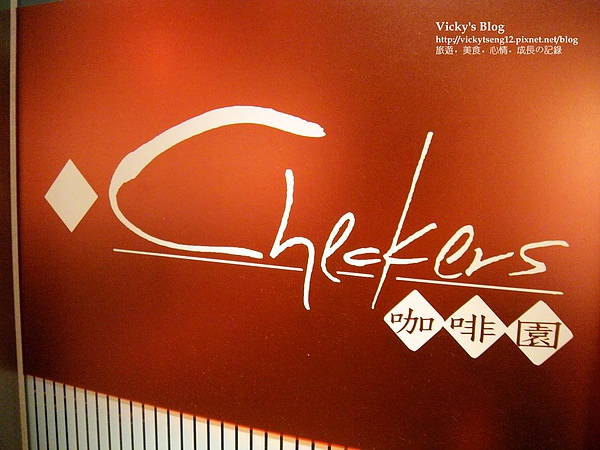 Vicky's Blog
http://vickytseng12.pixnet.net/blog
旅遊，美食，心情，成長の記錄
Checkers
咖啡園